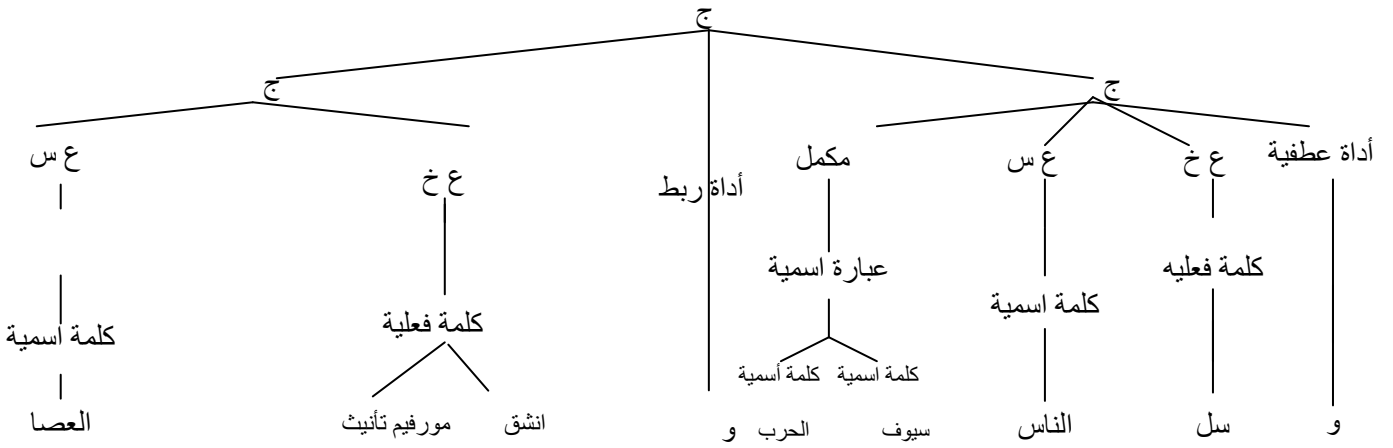 ج
ج ج
أداة عطفية ع خ ع س مكمل أداة ربط ع خ ع س
كلمة فعليه كلمة اسمية عبارة اسمية كلمة فعلية كلمة اسمية
كلمة اسمية كلمة أسمية
و سل الناس سيوف الحرب و انشق مورفيم تأنيث العصا